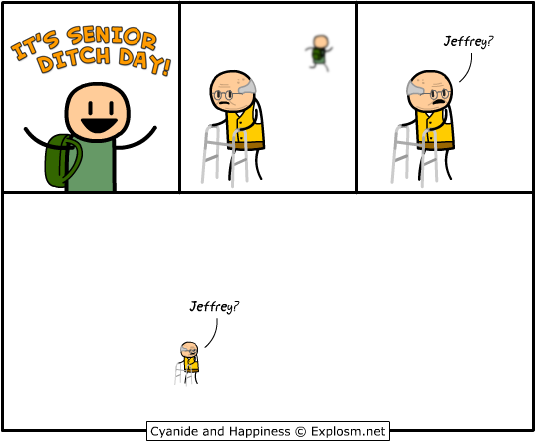 IT'S SENIOR
DITCH DAY!
Jeffrey?
Jeffrey?
Cyanide and Happiness © Explosm.net